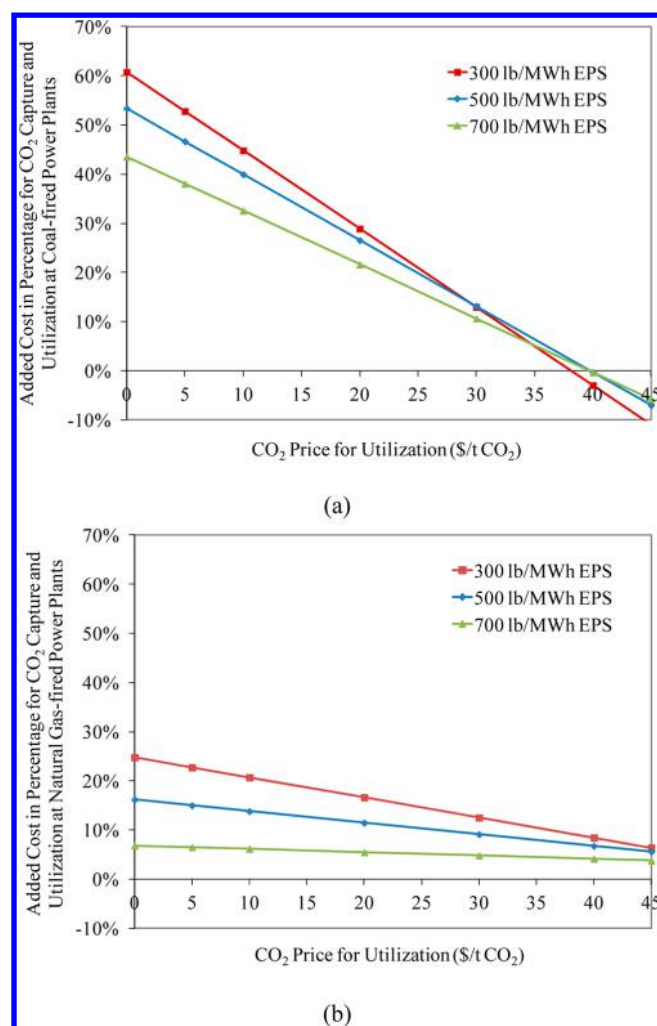 70%
60%
50%
40%
30%
20%
10%
0%
-10%
Added Cost in Percentage for CO₂ Capture and
Utilization at Coal-fired Power Plants
300 lb/MWh EPS
500 lb/MWh EPS
700 lb/MWh EPS
0 5 10 15 20 25 30 35 40 45
CO₂ Price for Utilization ($/t CO₂)
(a)
70%
60%
50%
40%
30%
20%
10%
0%
-10%
Added Cost in Percentage for CO₂ Capture and
Utilization at Natural Gas-fired Power Plants
300 lb/MWh EPS
500 lb/MWh EPS
700 lb/MWh EPS
0 5 10 15 20 25 30 35 40 45
CO₂ Price for Utilization ($/t CO₂)
(b)